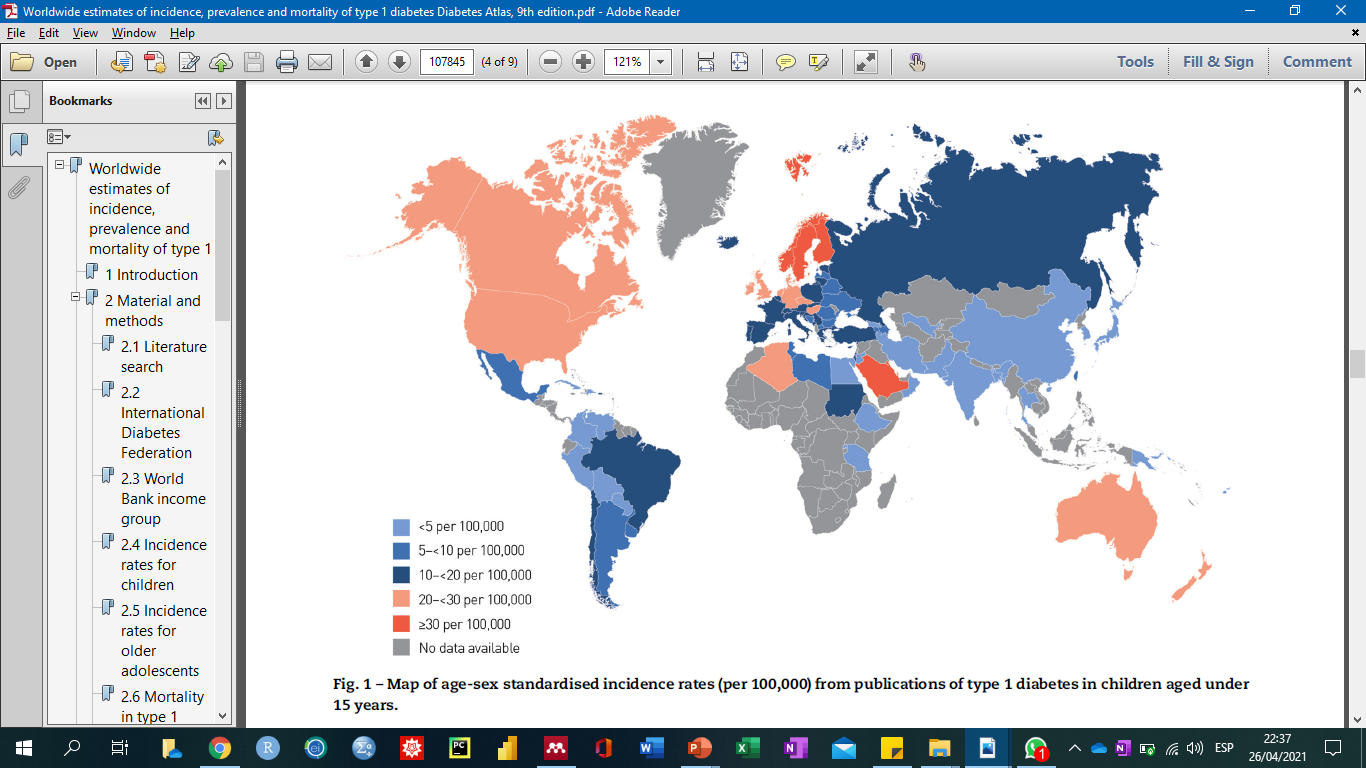 Worldwide estimates of incidence, prevalence and mortality of type 1 diabetes Diabetes Atlas, 9th edition.pdf - Adobe Reader
File Edit View Window Help
Open 107845 (4 of 9) 121% Tools Fill & Sign Comment
Bookmarks
Worldwide
estimates of
incidence,
prevalence and
mortality of type 1
1 Introduction
2 Material and
methods
2.1 Literature
search
2.2
International
Diabetes
Federation
2.3 World
Bank income
group
2.4 Incidence
rates for
children
2.5 Incidence
rates for
older
adolescents
2.6 Mortality
in type 1
<5 per 100,000
5–<10 per 100,000
10–<20 per 100,000
20–<30 per 100,000
≥30 per 100,000
No data available
Fig. 1 – Map of age-sex standardised incidence rates (per 100,000) from publications of type 1 diabetes in children aged under
15 years.
ESP
22:37
26/04/2021